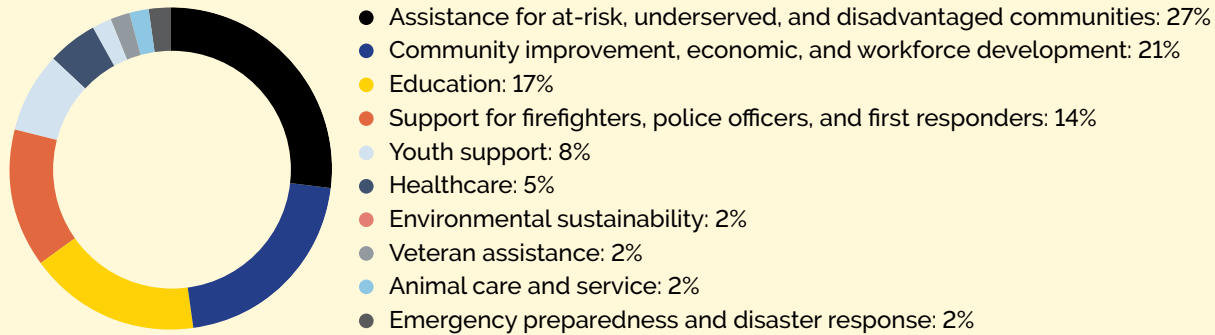 Assistance for at-risk, underserved, and disadvantaged communities: 27%
Community improvement, economic, and workforce development: 21%
Education: 17%
Support for firefighters, police officers, and first responders: 14%
Youth support: 8%
Healthcare: 5%
Environmental sustainability: 2%
Veteran assistance: 2%
Animal care and service: 2%
Emergency preparedness and disaster response: 2%